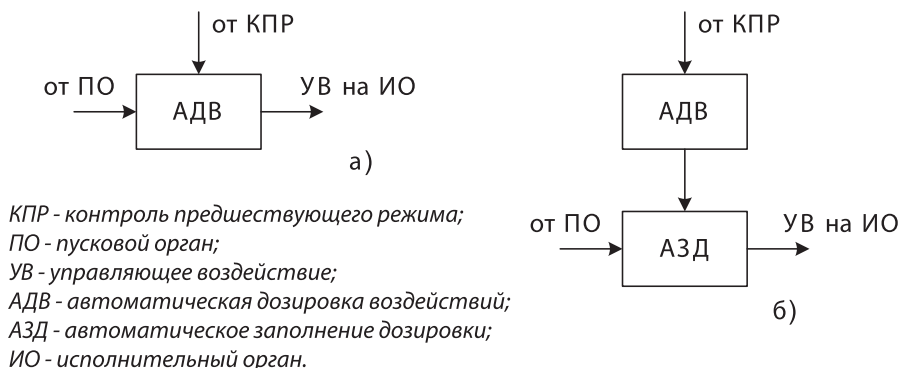 от КПР
от ПО
АДВ
УВ на ИО
а)
от КПР
АДВ
от ПО
АЗД
УВ на ИО
б)
КПР - контроль предшествующего режима;
ПО - пусковой орган;
УВ - управляющее воздействие;
АДВ - автоматическая дозировка воздействий;
АЗД - автоматическое заполнение дозировки;
ИО - исполнительный орган.